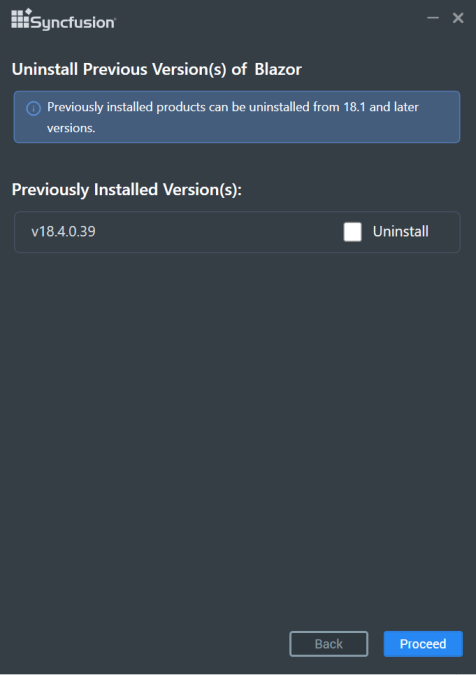 Syncfusion
Uninstall Previous Version(s) of Blazor
Previously installed products can be uninstalled from 18.1 and later
versions.
Previously Installed Version(s):
v18.4.0.39 Uninstall
Back Proceed